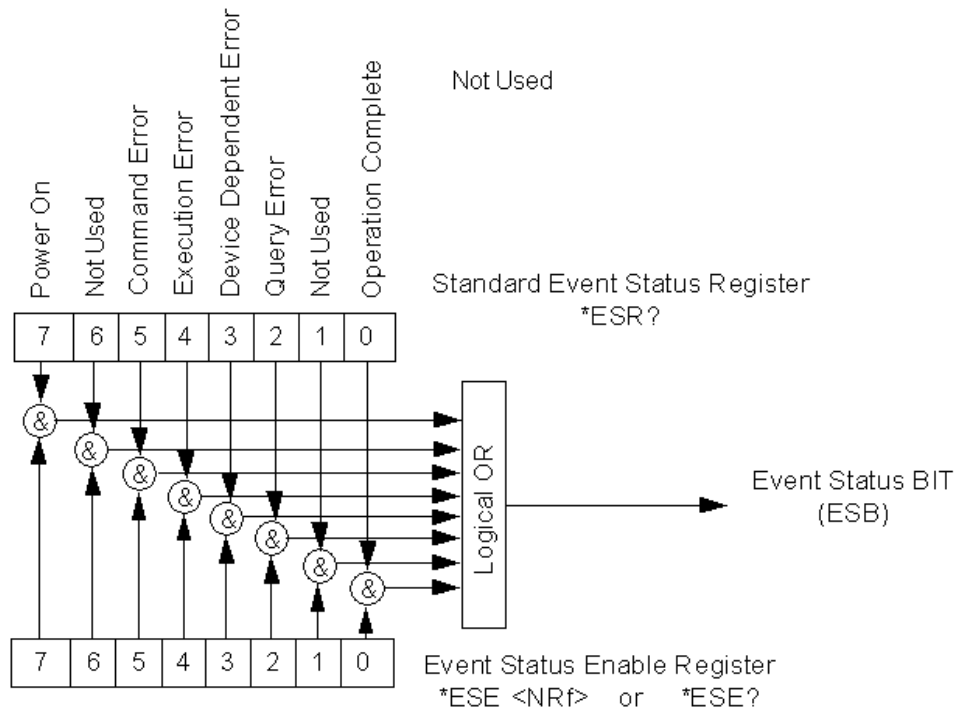 Power On
Not Used
Command Error
Execution Error
Device Dependent Error
Query Error
Not Used
Operation Complete
Not Used
Standard Event Status Register
*ESR?
7 6 5 4 3 2 1 0
&
&
&
&
&
&
&
&
Logical OR
Event Status BIT
(ESB)
7 6 5 4 3 2 1 0
Event Status Enable Register
*ESE <NRf> or *ESE?